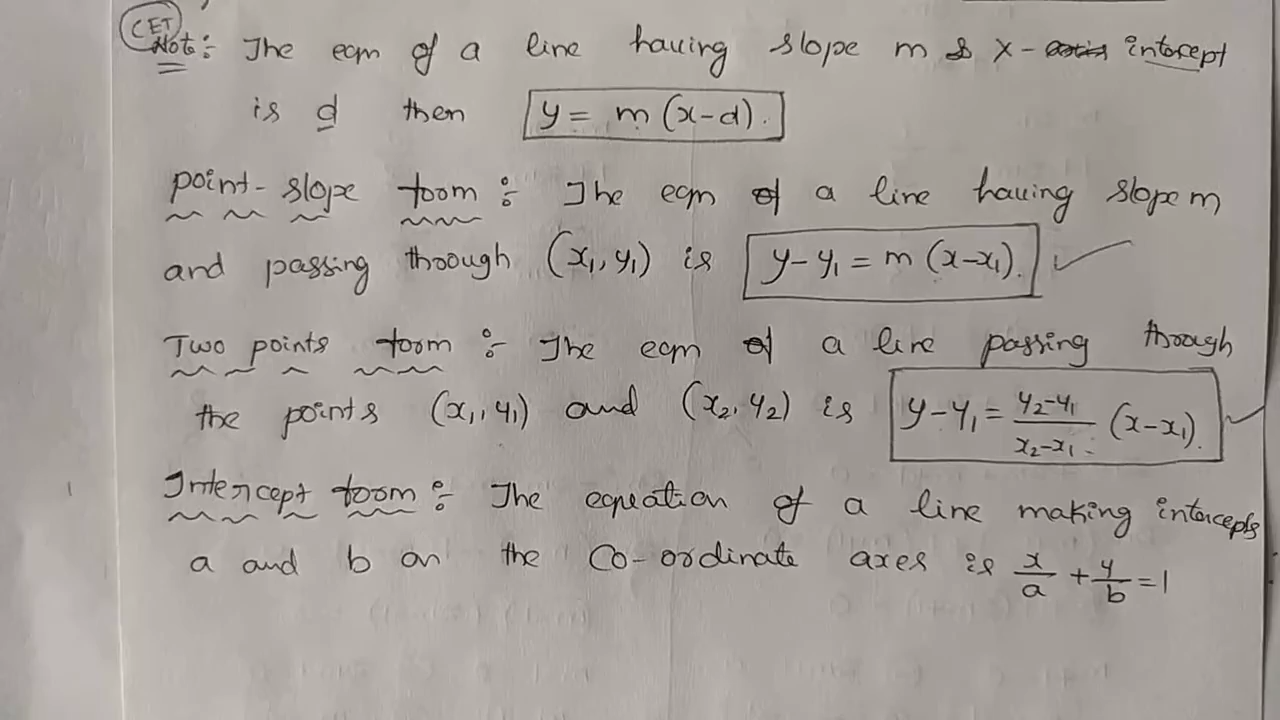 CET
Note: The eqn of a line having slope m & x- intercept
is d then y = m (x-d).
point-slope form : The eqn of a line having slope m
and passing through (x₁, y₁) is y-y₁ = m (x-x₁).
Two points form : The eqn of a line passing through
the points (x₁, y₁) and (x₂, y₂) is y-y₁ = y₂-y₁/x₂-x₁ (x-x₁).
Intercept form : The equation of a line making intercepts
a and b on the Co-ordinate axes is x/a + y/b = 1